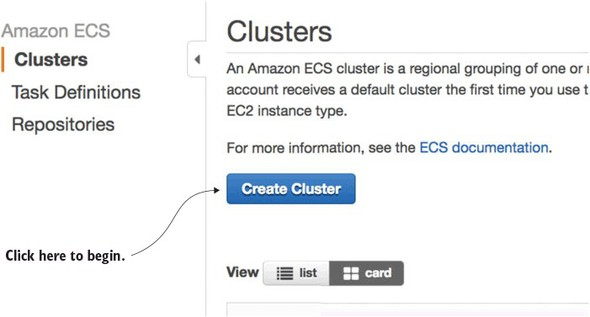 Amazon ECS
Clusters
Task Definitions
Repositories
Clusters
An Amazon ECS cluster is a regional grouping of one or
account receives a default cluster the first time you use
EC2 instance type.
For more information, see the ECS documentation.
Create Cluster
Click here to begin.
View list card